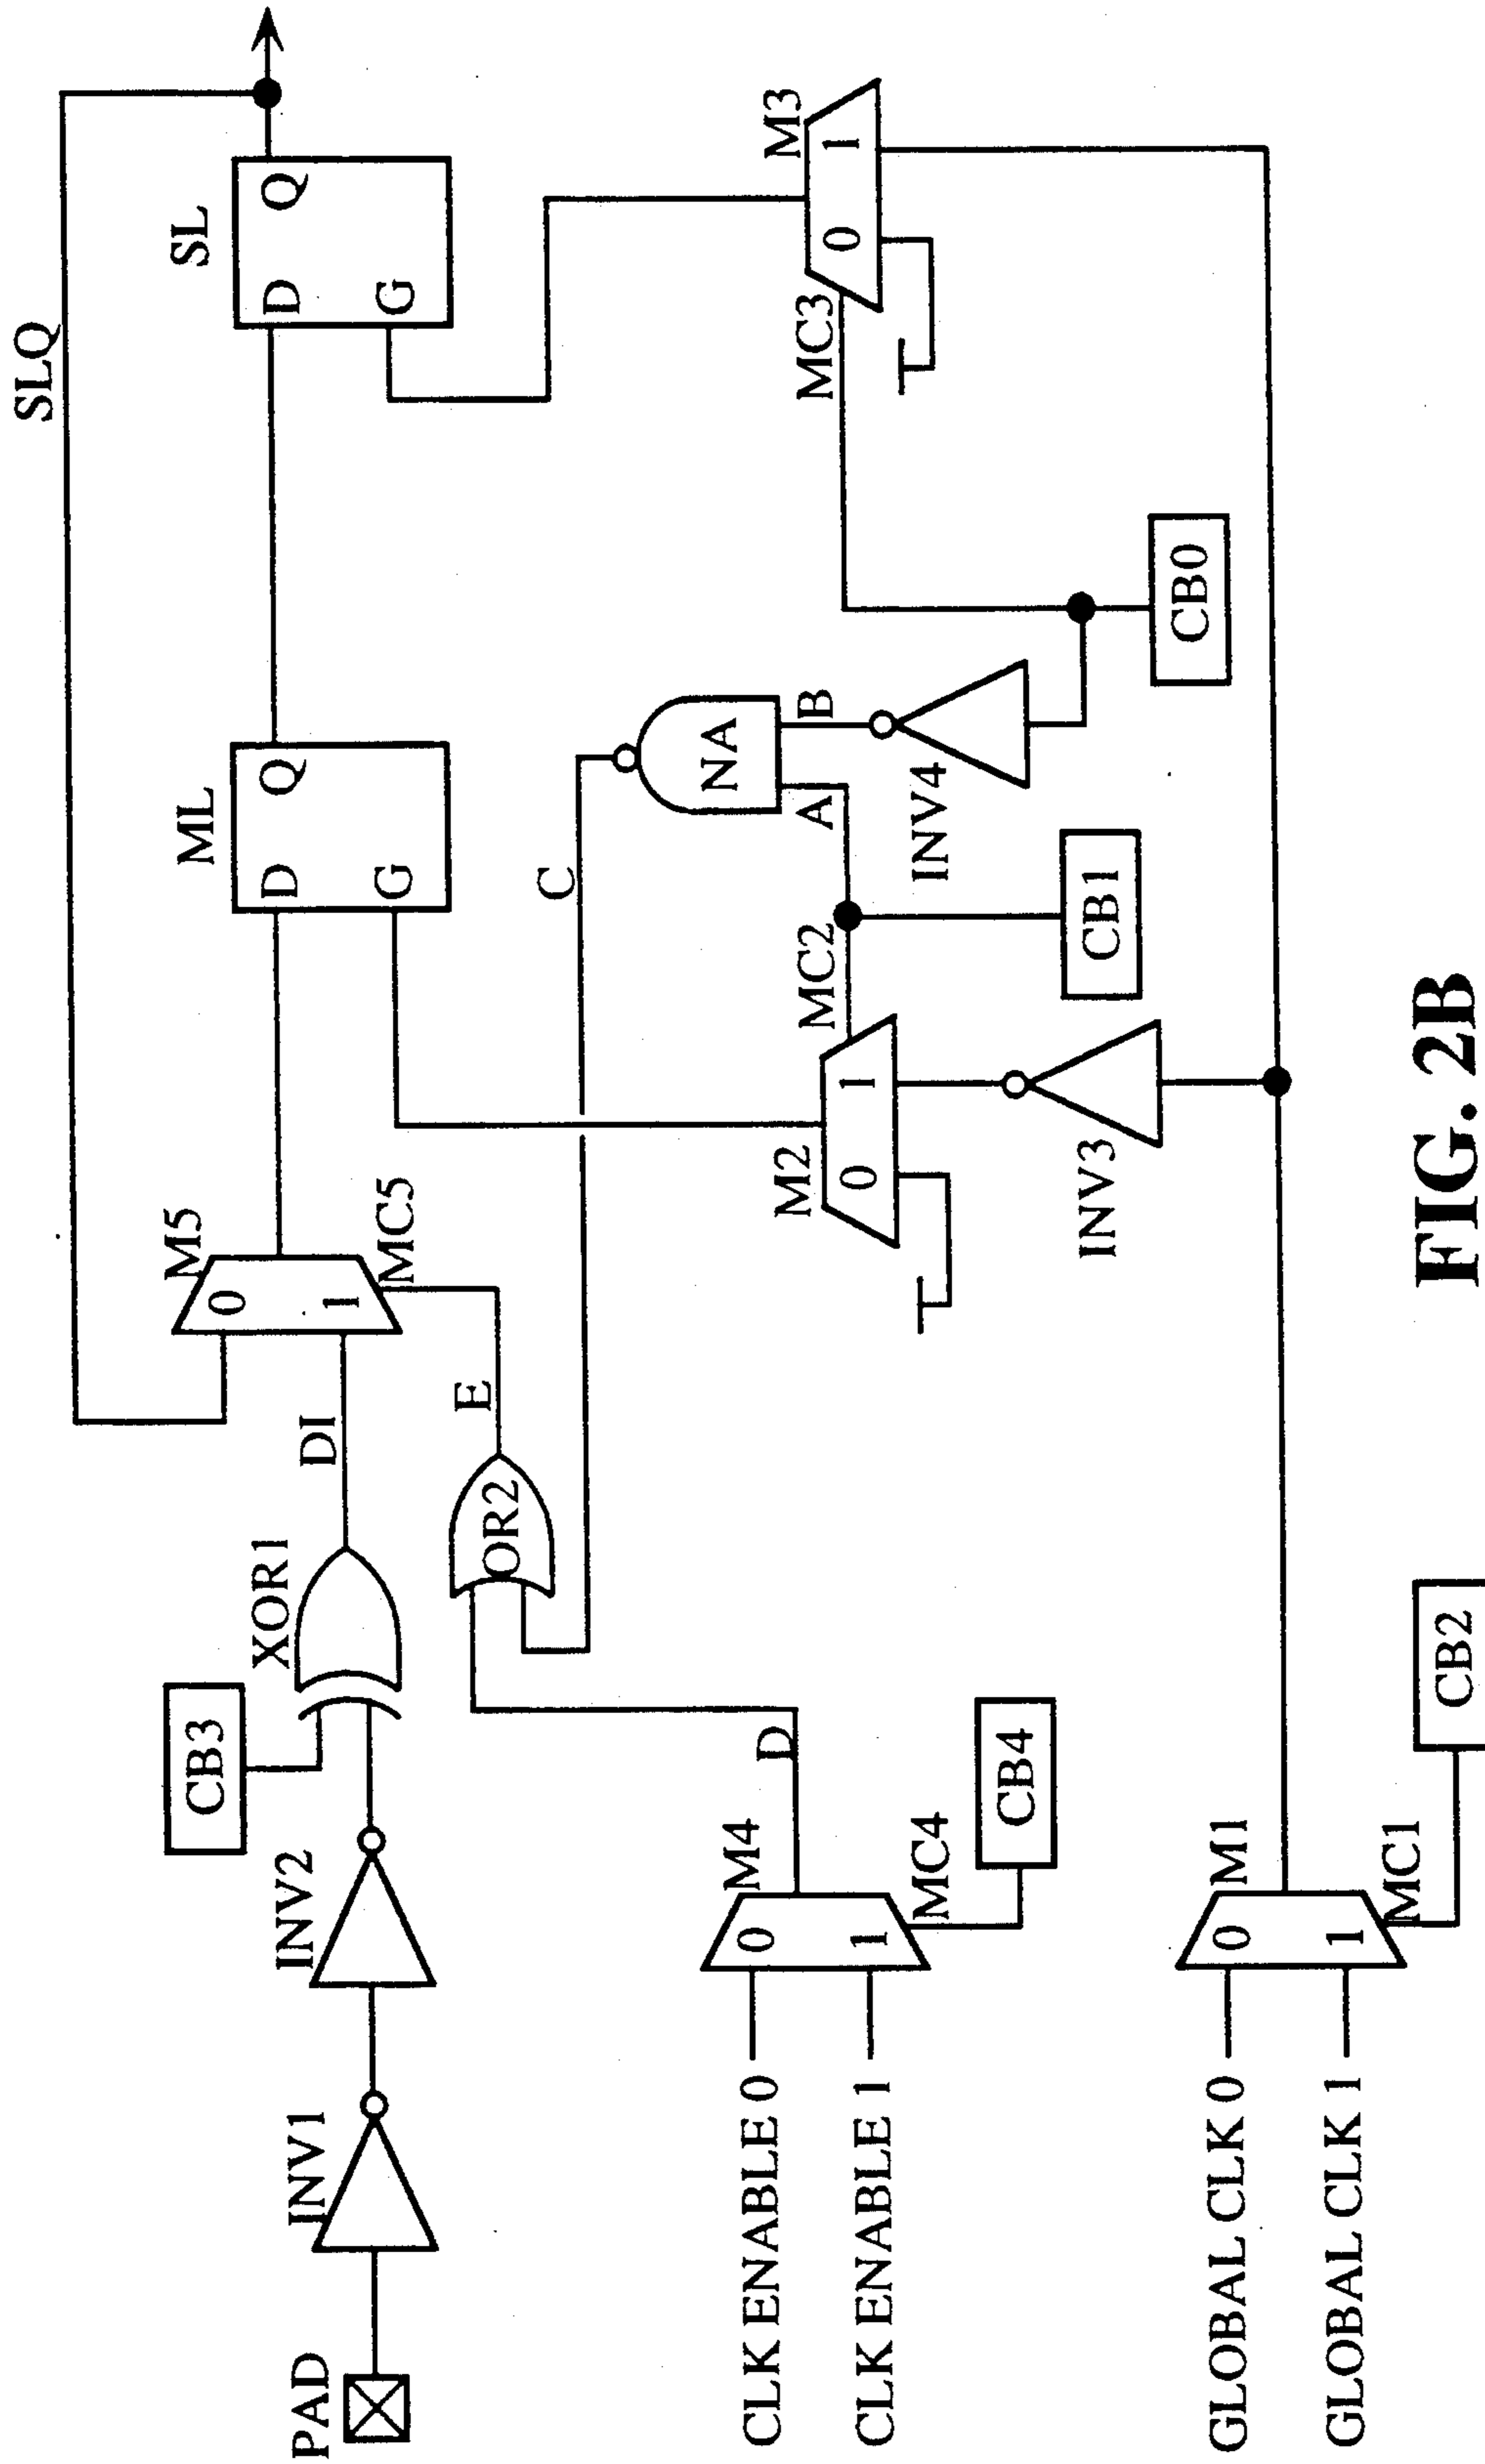 SLQ
PAD
INV1
INV2
CB3
XOR1
DI
M5
0
1
MC5
ML
D
Q
G
SL
D
Q
G
E
OR2
C
CLK ENABLE 0
CLK ENABLE 1
M4
0
1
MC4
CB4
D
M2
0
1
MC2
A
B
NA
INV3
INV4
CB1
CB0
MC3
M3
0
1
GLOBAL CLK 0
GLOBAL CLK 1
M1
0
1
MC1
CB2
FIG. 2B